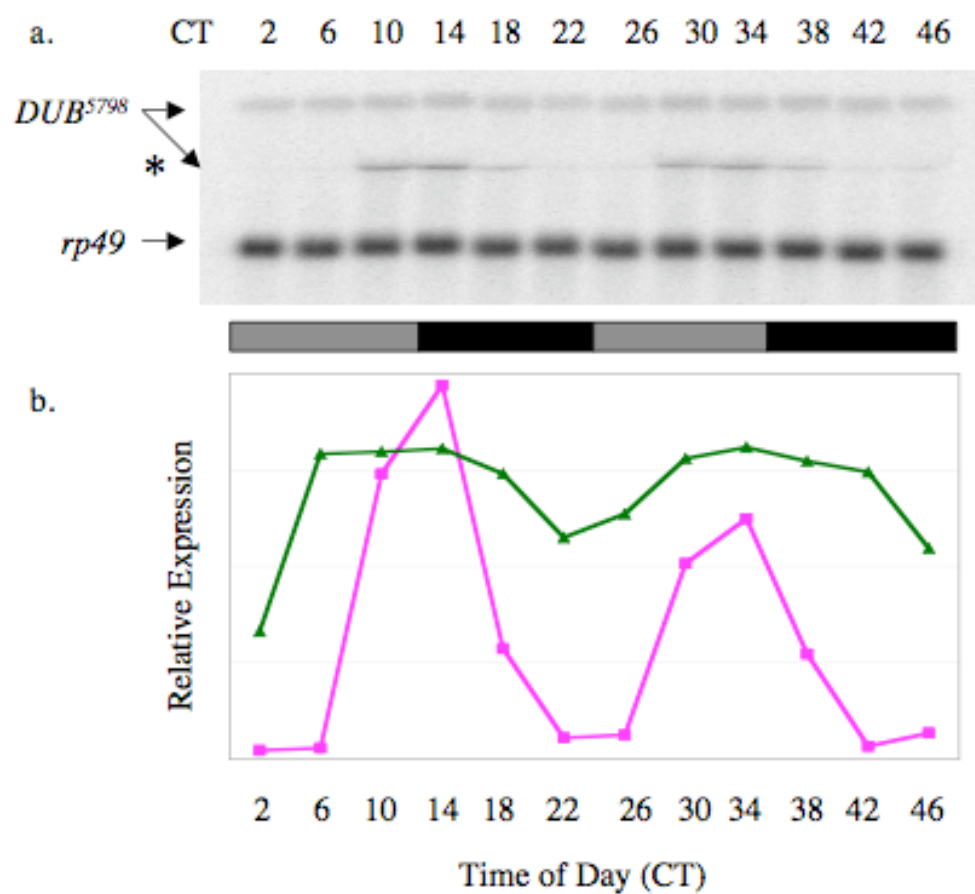 a. CT 2 6 10 14 18 22 26 30 34 38 42 46
DUB5798
*
rp49
b.
Relative Expression
2 6 10 14 18 22 26 30 34 38 42 46
Time of Day (CT)